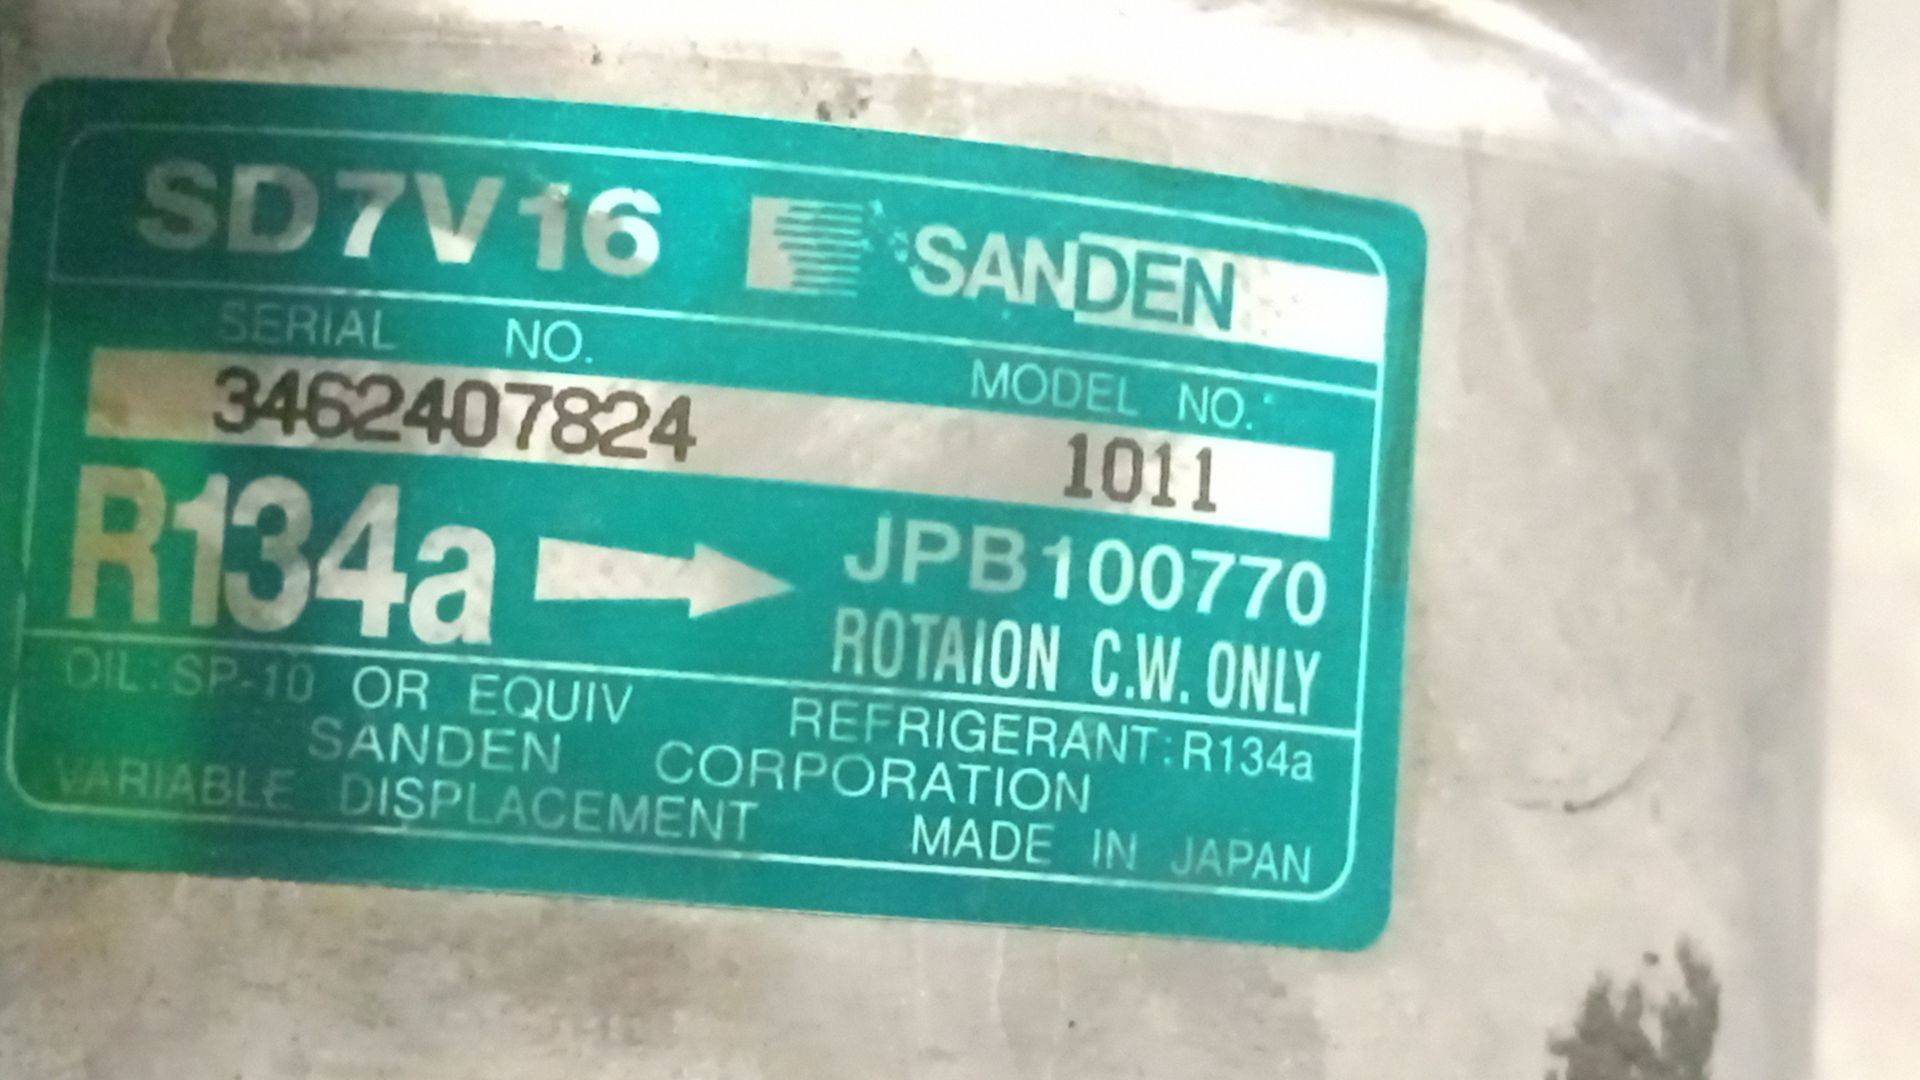 SD7V16 SANDEN
SERIAL NO. MODEL NO.
3462407824 1011
R134a JPB100770
ROTAION C.W. ONLY
OIL:SP-10 OR EQUIV REFRIGERANT:R134a
SANDEN CORPORATION
VARIABLE DISPLACEMENT MADE IN JAPAN